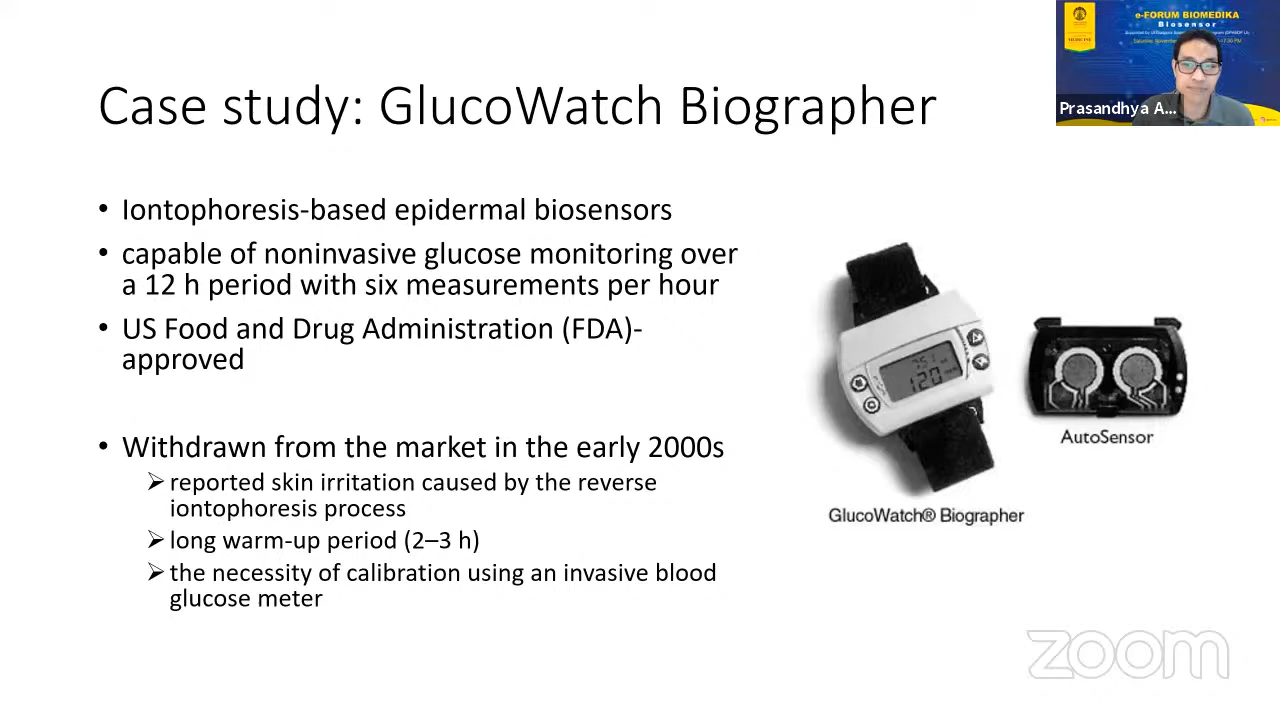 Case study: GlucoWatch Biographer
• Iontophoresis-based epidermal biosensors
• capable of noninvasive glucose monitoring over
a 12 h period with six measurements per hour
• US Food and Drug Administration (FDA)-
approved
• Withdrawn from the market in the early 2000s
➢ reported skin irritation caused by the reverse
iontophoresis process
➢ long warm-up period (2–3 h)
➢ the necessity of calibration using an invasive blood
glucose meter
120
AutoSensor
GlucoWatch® Biographer
e-FORUM BIOMEDIKA
Biosensor
Prasandhya A...
zoom